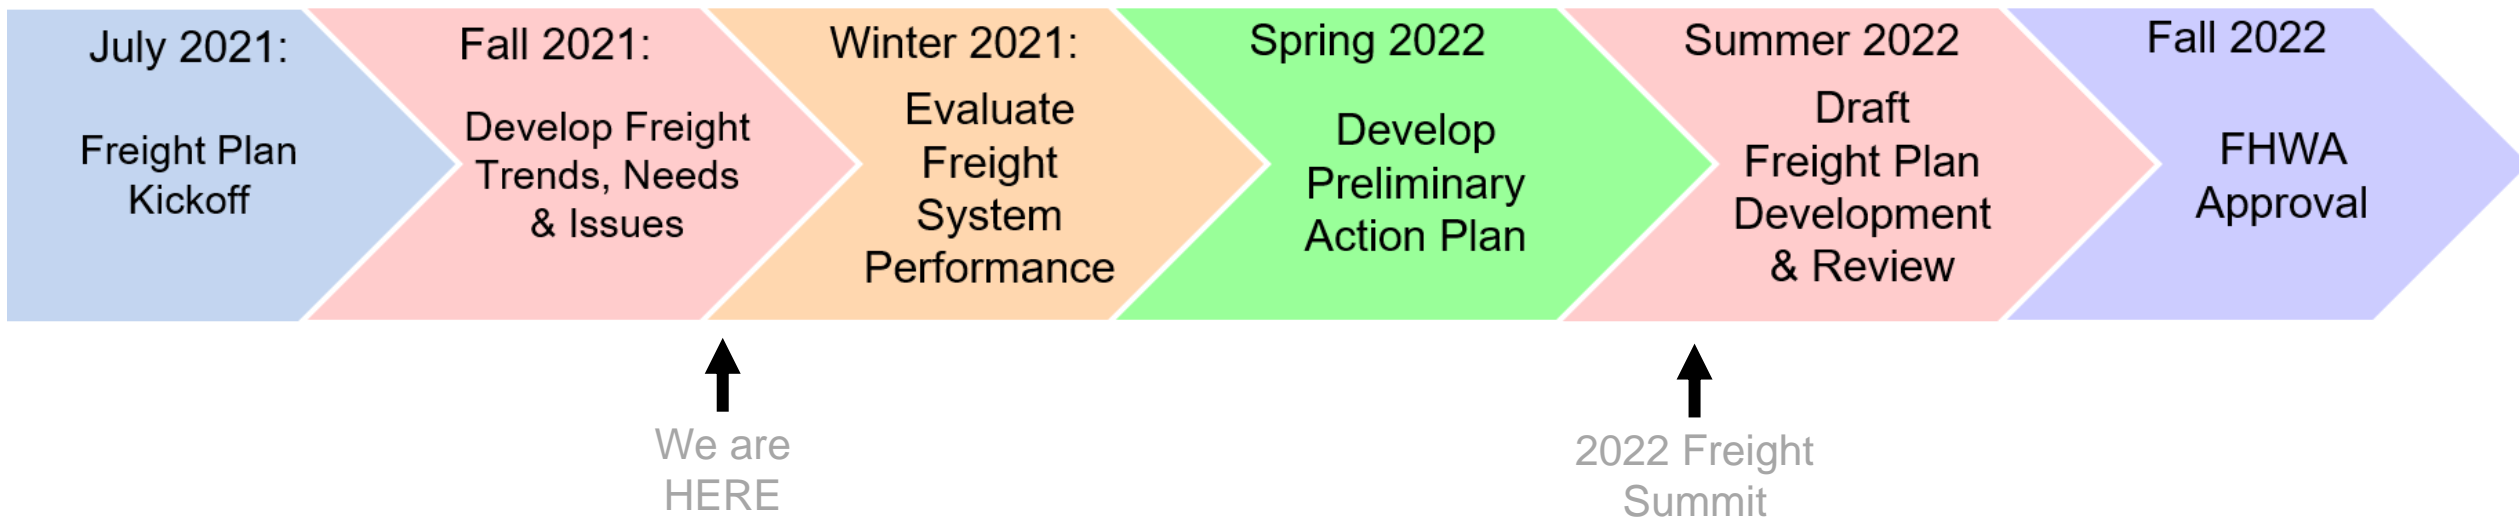 July 2021:
Freight Plan
Kickoff
Fall 2021:
Develop Freight
Trends, Needs
& Issues
Winter 2021:
Evaluate
Freight
System
Performance
Spring 2022
Develop
Preliminary
Action Plan
Summer 2022
Draft
Freight Plan
Development
& Review
Fall 2022
FHWA
Approval
We are
HERE
2022 Freight
Summit